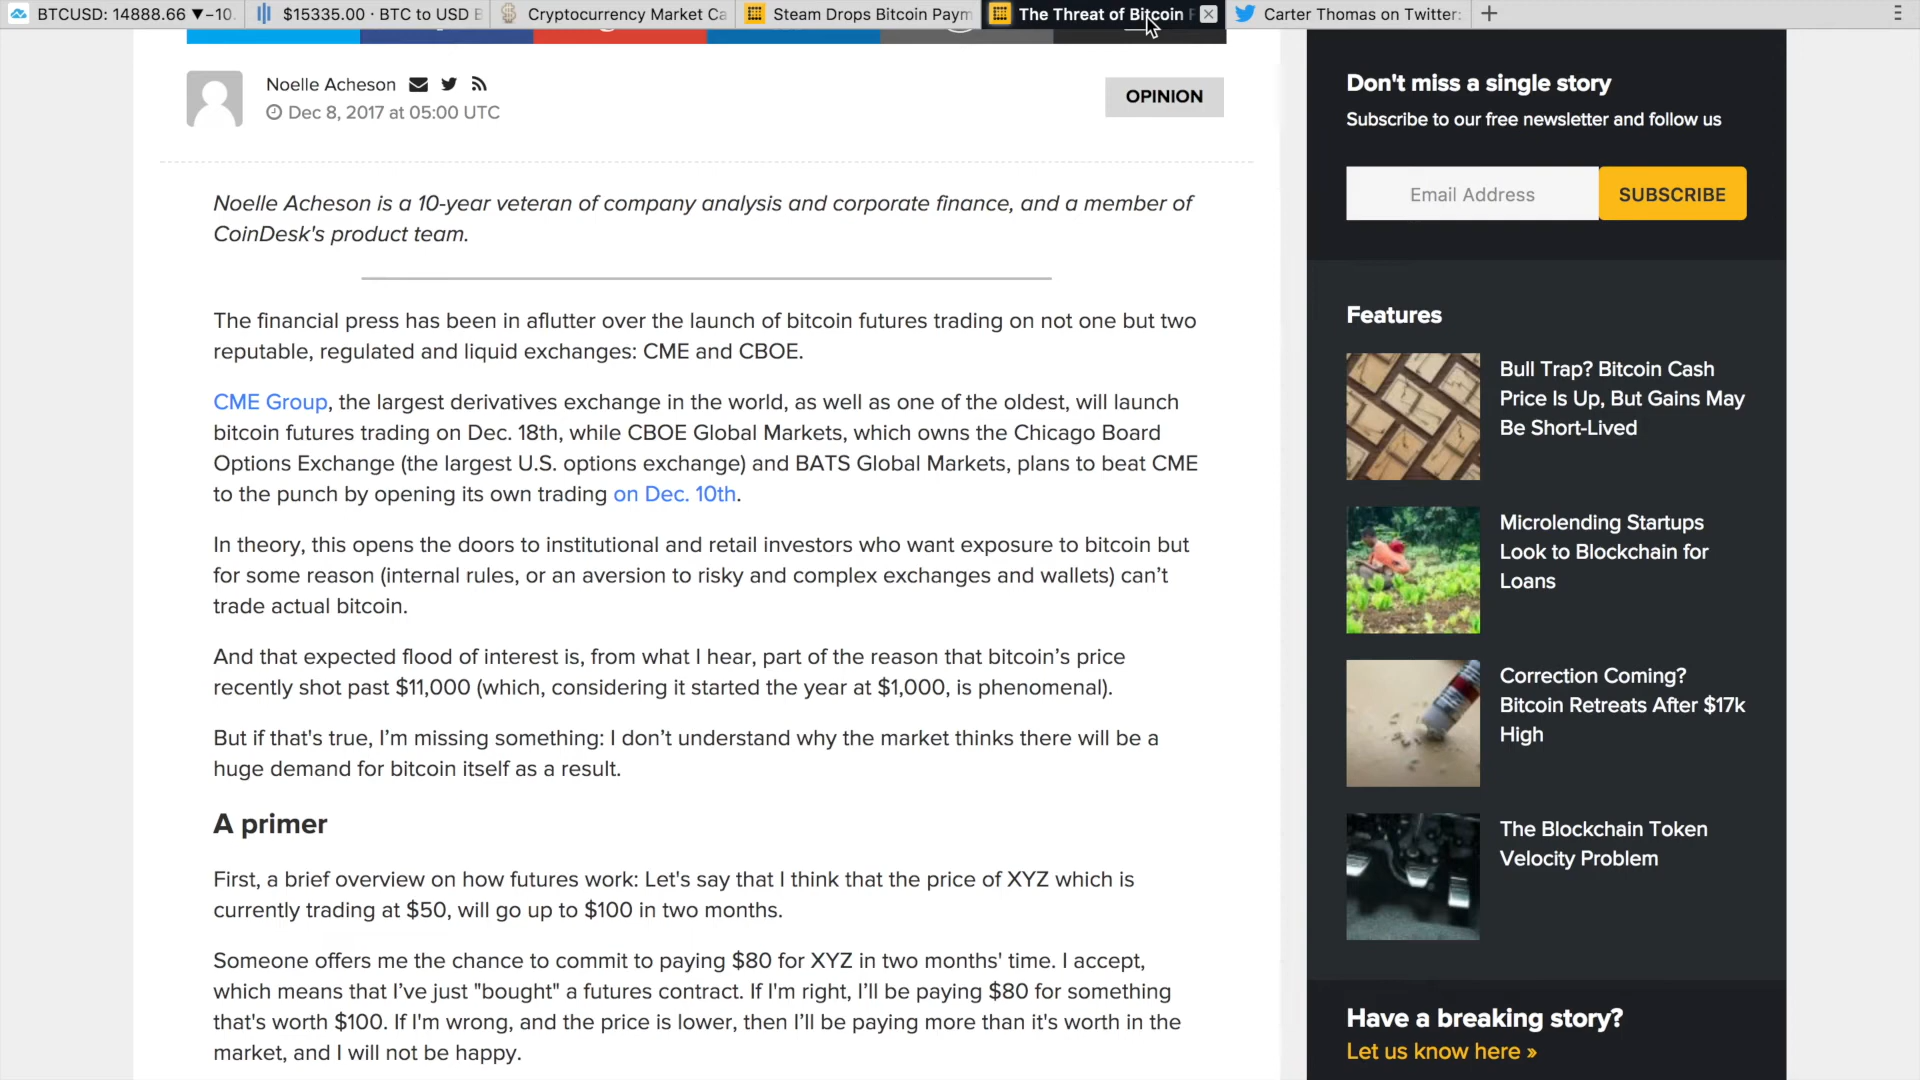 BTCUSD: 14888.66 ▼−10.
$15335.00 · BTC to USD B
Cryptocurrency Market Ca
Steam Drops Bitcoin Paym
The Threat of Bitcoin F
Carter Thomas on Twitter:
Noelle Acheson
Dec 8, 2017 at 05:00 UTC
OPINION
Noelle Acheson is a 10-year veteran of company analysis and corporate finance, and a member of
CoinDesk's product team.
The financial press has been in aflutter over the launch of bitcoin futures trading on not one but two
reputable, regulated and liquid exchanges: CME and CBOE.
CME Group, the largest derivatives exchange in the world, as well as one of the oldest, will launch
bitcoin futures trading on Dec. 18th, while CBOE Global Markets, which owns the Chicago Board
Options Exchange (the largest U.S. options exchange) and BATS Global Markets, plans to beat CME
to the punch by opening its own trading on Dec. 10th.
In theory, this opens the doors to institutional and retail investors who want exposure to bitcoin but
for some reason (internal rules, or an aversion to risky and complex exchanges and wallets) can’t
trade actual bitcoin.
And that expected flood of interest is, from what I hear, part of the reason that bitcoin’s price
recently shot past $11,000 (which, considering it started the year at $1,000, is phenomenal).
But if that's true, I’m missing something: I don’t understand why the market thinks there will be a
huge demand for bitcoin itself as a result.
A primer
First, a brief overview on how futures work: Let's say that I think that the price of XYZ which is
currently trading at $50, will go up to $100 in two months.
Someone offers me the chance to commit to paying $80 for XYZ in two months' time. I accept,
which means that I’ve just "bought" a futures contract. If I'm right, I’ll be paying $80 for something
that's worth $100. If I'm wrong, and the price is lower, then I’ll be paying more than it's worth in the
market, and I will not be happy.
Don't miss a single story
Subscribe to our free newsletter and follow us
Email Address
SUBSCRIBE
Features
Bull Trap? Bitcoin Cash
Price Is Up, But Gains May
Be Short-Lived
Microlending Startups
Look to Blockchain for
Loans
Correction Coming?
Bitcoin Retreats After $17k
High
The Blockchain Token
Velocity Problem
Have a breaking story?
Let us know here »